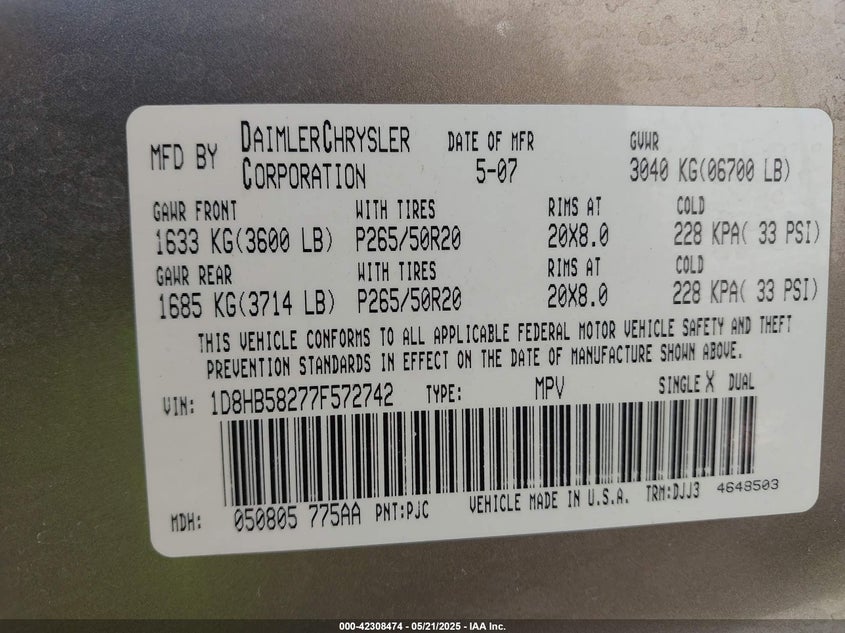 MFD BY DAIMLERCHRYSLER CORPORATION DATE OF MFR 5-07 GVWR 3040 KG(06700 LB)
GAWR FRONT WITH TIRES RIMS AT COLD
1633 KG(3600 LB) P265/50R20 20X8.0 228 KPA( 33 PSI)
GAWR REAR WITH TIRES RIMS AT COLD
1685 KG(3714 LB) P265/50R20 20X8.0 228 KPA( 33 PSI)
THIS VEHICLE CONFORMS TO ALL APPLICABLE FEDERAL MOTOR VEHICLE SAFETY AND THEFT
PREVENTION STANDARDS IN EFFECT ON THE DATE OF MANUFACTURE SHOWN ABOVE.
VIN: 1D8HB58277F572742 TYPE: MPV SINGLE X DUAL
MDH: 050805 775AA PNT:PJC VEHICLE MADE IN U.S.A. TRM:DJJ3 4648503
000-42308474 - 05/21/2025 - IAA Inc.